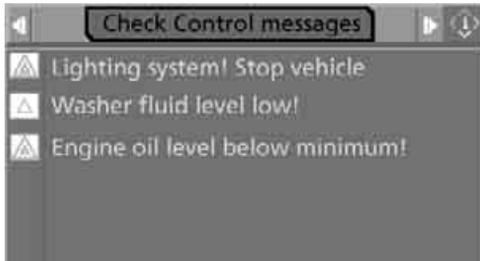 Check Control messages
Lighting system! Stop vehicle
Washer fluid level low!
Engine oil level below minimum!